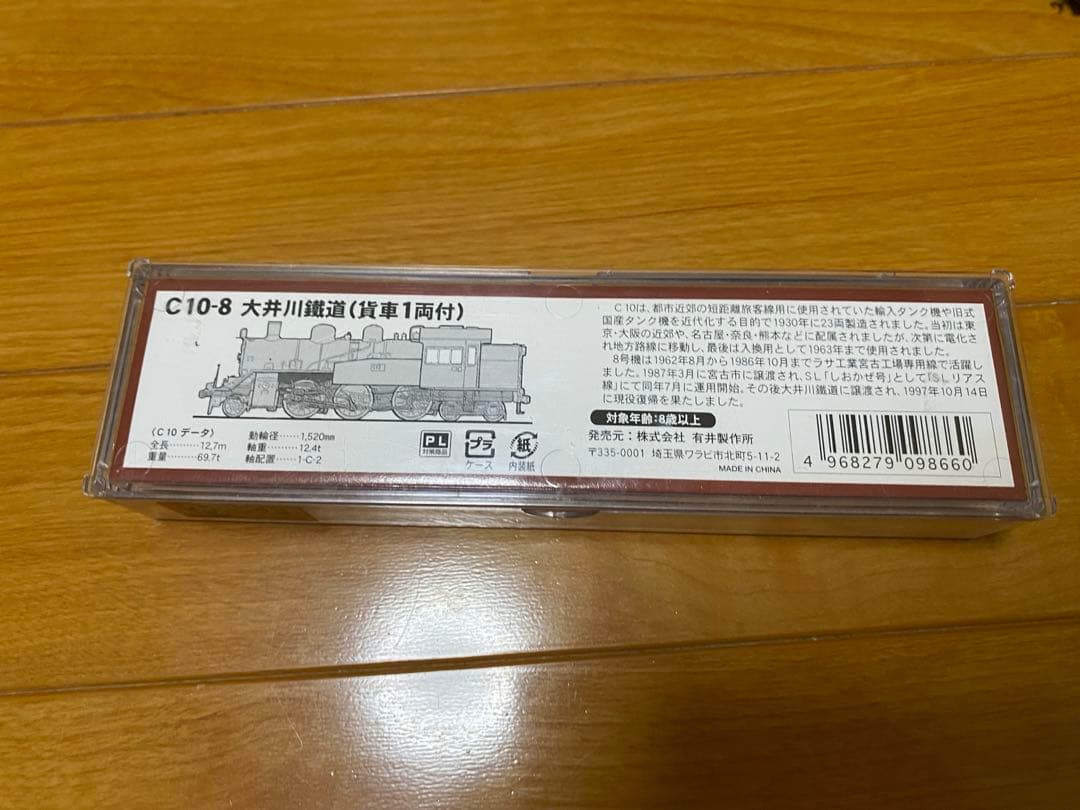 C10-8 大井川鐵道(貨車1両付)
〈C10データ〉
全長………12.7m
重量………69.7t
動輪径……1,520mm
軸重………12.4t
軸配置……1-C-2
PL
対策商品
プラ
ケース
紙
内装紙
C10は、都市近郊の短距離旅客線用に使用されていた輸入タンク機や旧式
国産タンク機を近代化する目的で1930年に23両製造されました。当初は東
京・大阪の近郊や、名古屋・奈良・熊本などに配属されましたが、次第に電化さ
れ地方路線に移動し、最後は入換用として1963年まで使用されました。
8号機は1962年8月から1986年10月までラサ工業宮古工場専用線で活躍し
ました。1987年3月に宮古市に譲渡され、SL「しおかぜ号」として「SLリアス
線」にて同年7月に運用開始。その後大井川鐵道に譲渡され、1997年10月14日
に現役復帰を果たしました。
対象年齢:8歳以上
発売元:株式会社 有井製作所
〒335-0001 埼玉県ワラビ市北町5-11-2
MADE IN CHINA
4 968279 098660